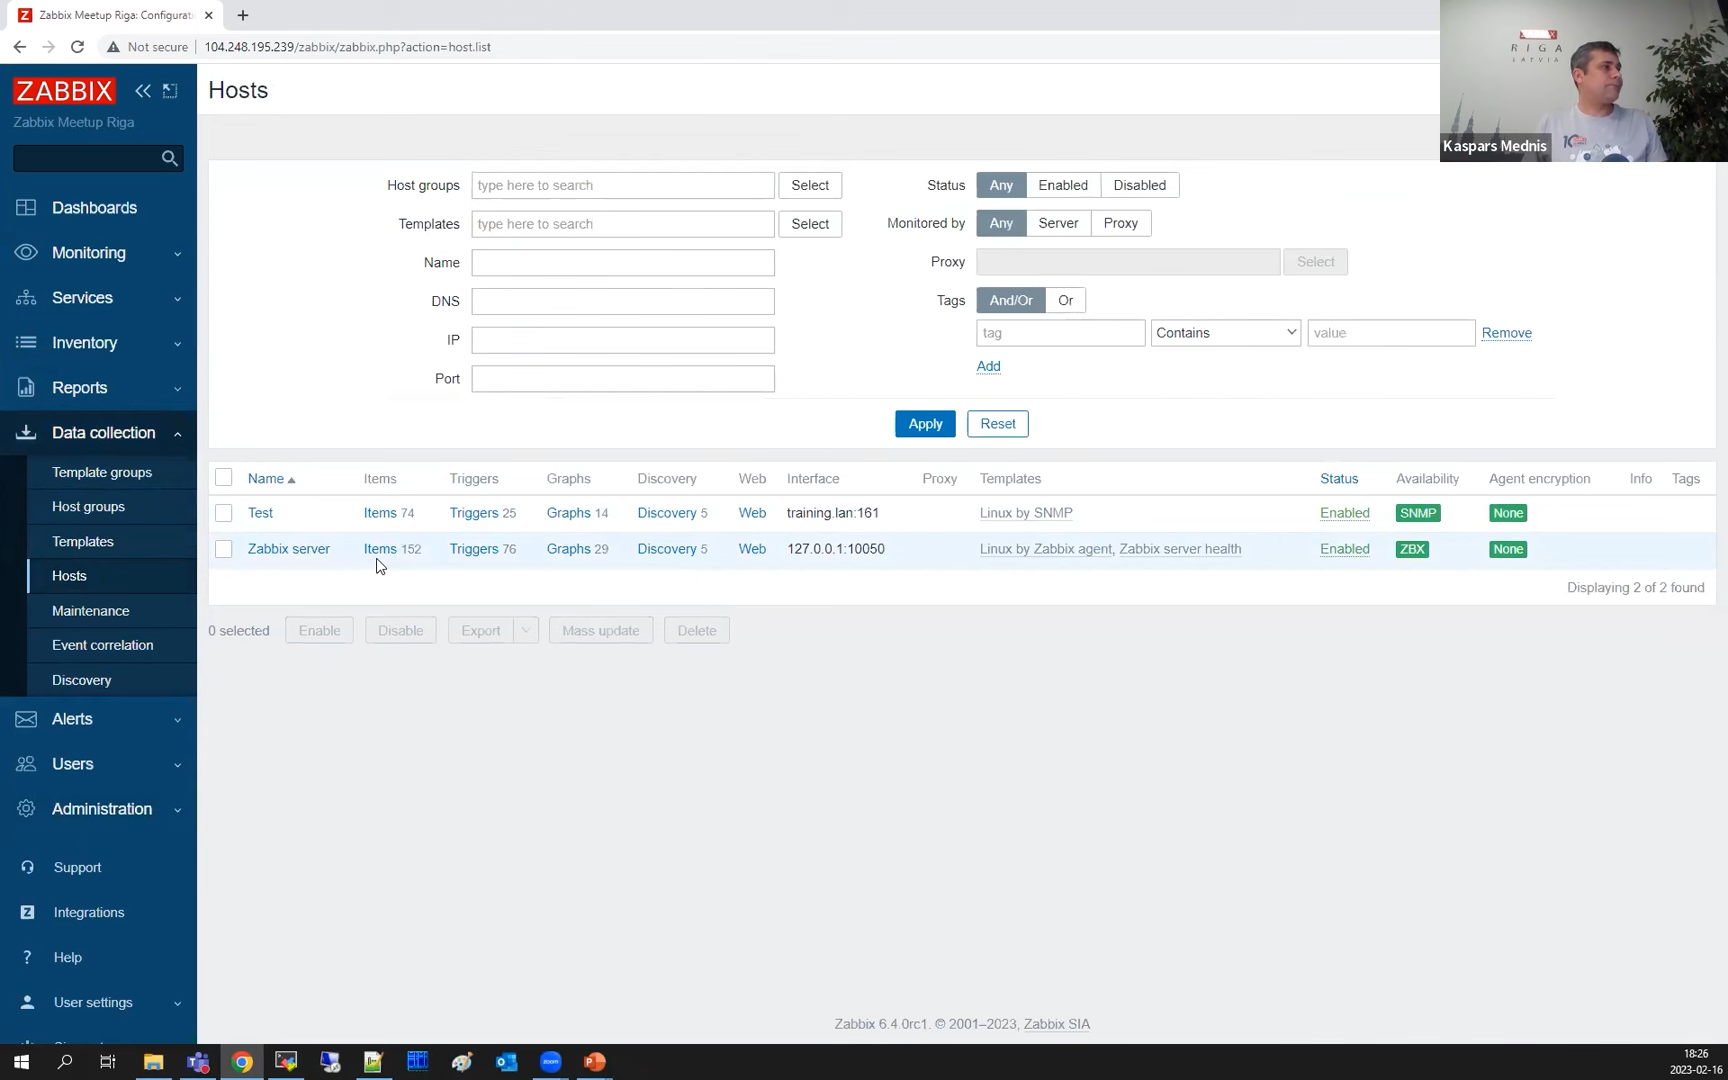 Zabbix Meetup Riga: Configurati
Not secure
104.248.195.239/zabbix/zabbix.php?action=host.list
RIGA
LATVIA
Kaspars Mednis
ZABBIX
Zabbix Meetup Riga
Dashboards
Monitoring
Services
Inventory
Reports
Data collection
Template groups
Host groups
Templates
Hosts
Maintenance
Event correlation
Discovery
Alerts
Users
Administration
Support
Integrations
Help
User settings
Hosts
Host groups type here to search Select
Templates type here to search Select
Name
DNS
IP
Port
Status Any Enabled Disabled
Monitored by Any Server Proxy
Proxy Select
Tags And/Or Or
tag Contains value Remove
Add
Apply Reset
Name Items Triggers Graphs Discovery Web Interface Proxy Templates Status Availability Agent encryption Info Tags
Test Items 74 Triggers 25 Graphs 14 Discovery 5 Web training.lan:161 Linux by SNMP Enabled SNMP None
Zabbix server Items 152 Triggers 76 Graphs 29 Discovery 5 Web 127.0.0.1:10050 Linux by Zabbix agent, Zabbix server health Enabled ZBX None
Displaying 2 of 2 found
0 selected Enable Disable Export Mass update Delete
Zabbix 6.4.0rc1. © 2001–2023, Zabbix SIA
18:26
2023-02-16